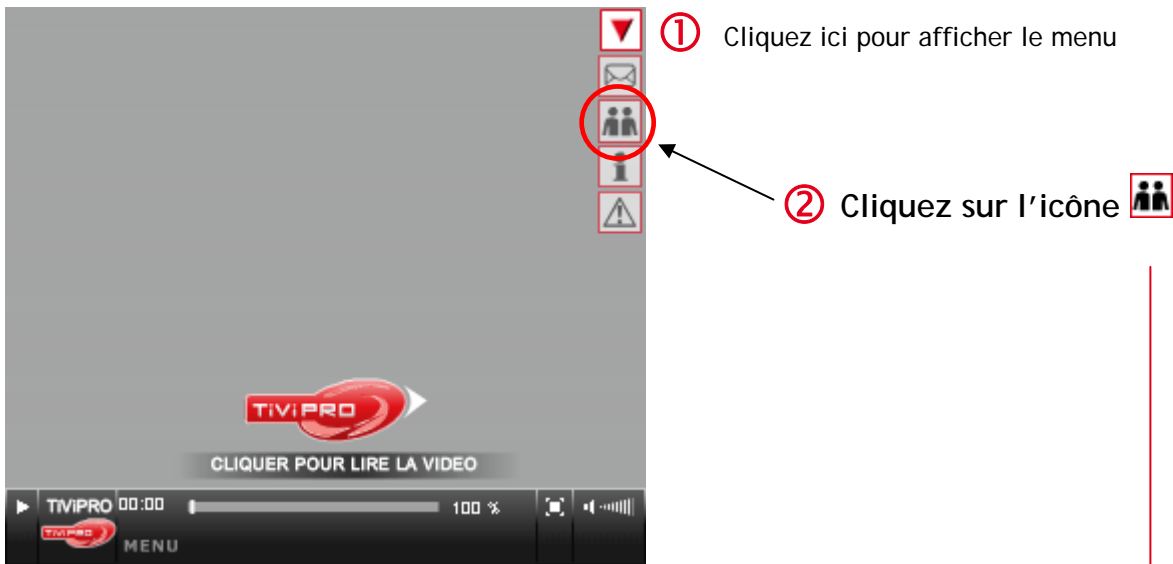 ① Cliquez ici pour afficher le menu
② Cliquez sur l'icône
TiViPRO
CLIQUER POUR LIRE LA VIDEO
TIVIPRO 00:00 100 %
TIVIPRO
MENU